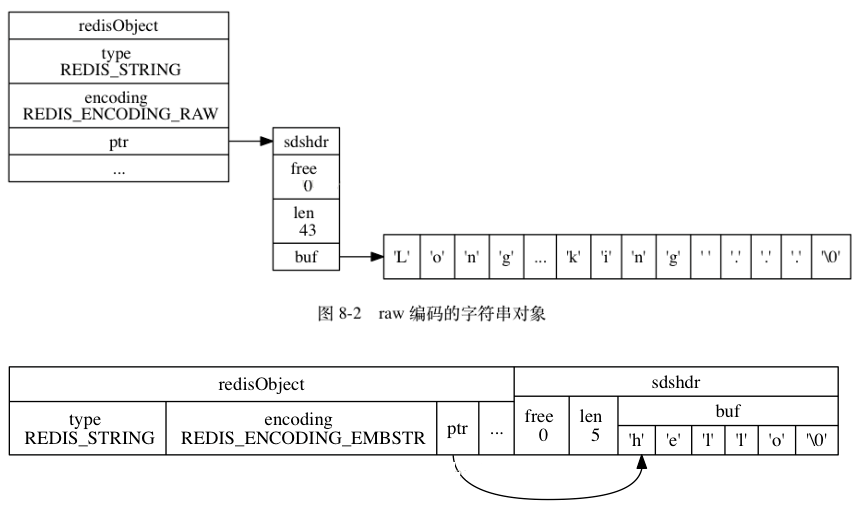 redisObject
type
REDIS_STRING
encoding
REDIS_ENCODING_RAW
ptr
...
sdshdr
free
0
len
43
buf
'L' 'o' 'n' 'g' ... 'k' 'i' 'n' 'g' ' ' '.' '.' '.' '\0'
图 8-2 raw 编码的字符串对象
redisObject
type
REDIS_STRING
encoding
REDIS_ENCODING_EMBSTR
ptr
...
sdshdr
free
0
len
5
buf
'h' 'e' 'l' 'l' 'o' '\0'